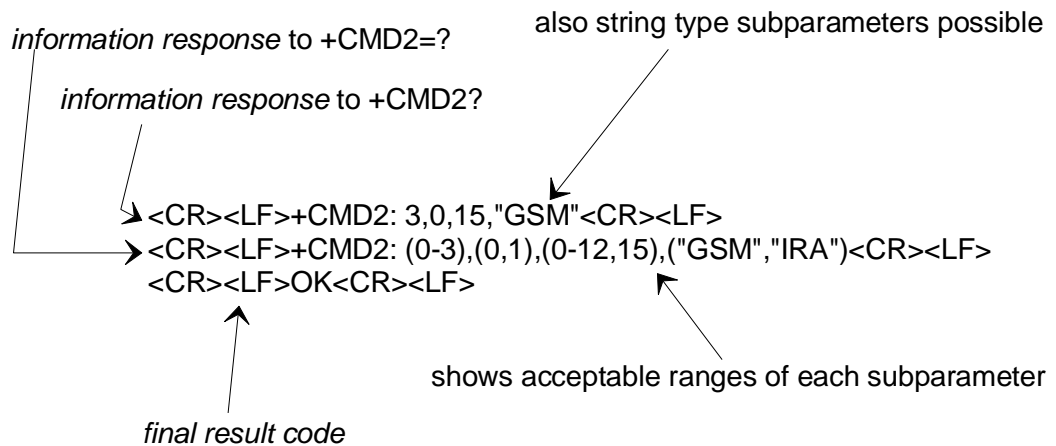 also string type subparameters possible
information response to +CMD2=?
information response to +CMD2?
<CR><LF>+CMD2: 3,0,15,"GSM"<CR><LF>
<CR><LF>+CMD2: (0-3),(0,1),(0-12,15),("GSM","IRA")<CR><LF>
<CR><LF>OK<CR><LF>
shows acceptable ranges of each subparameter
final result code